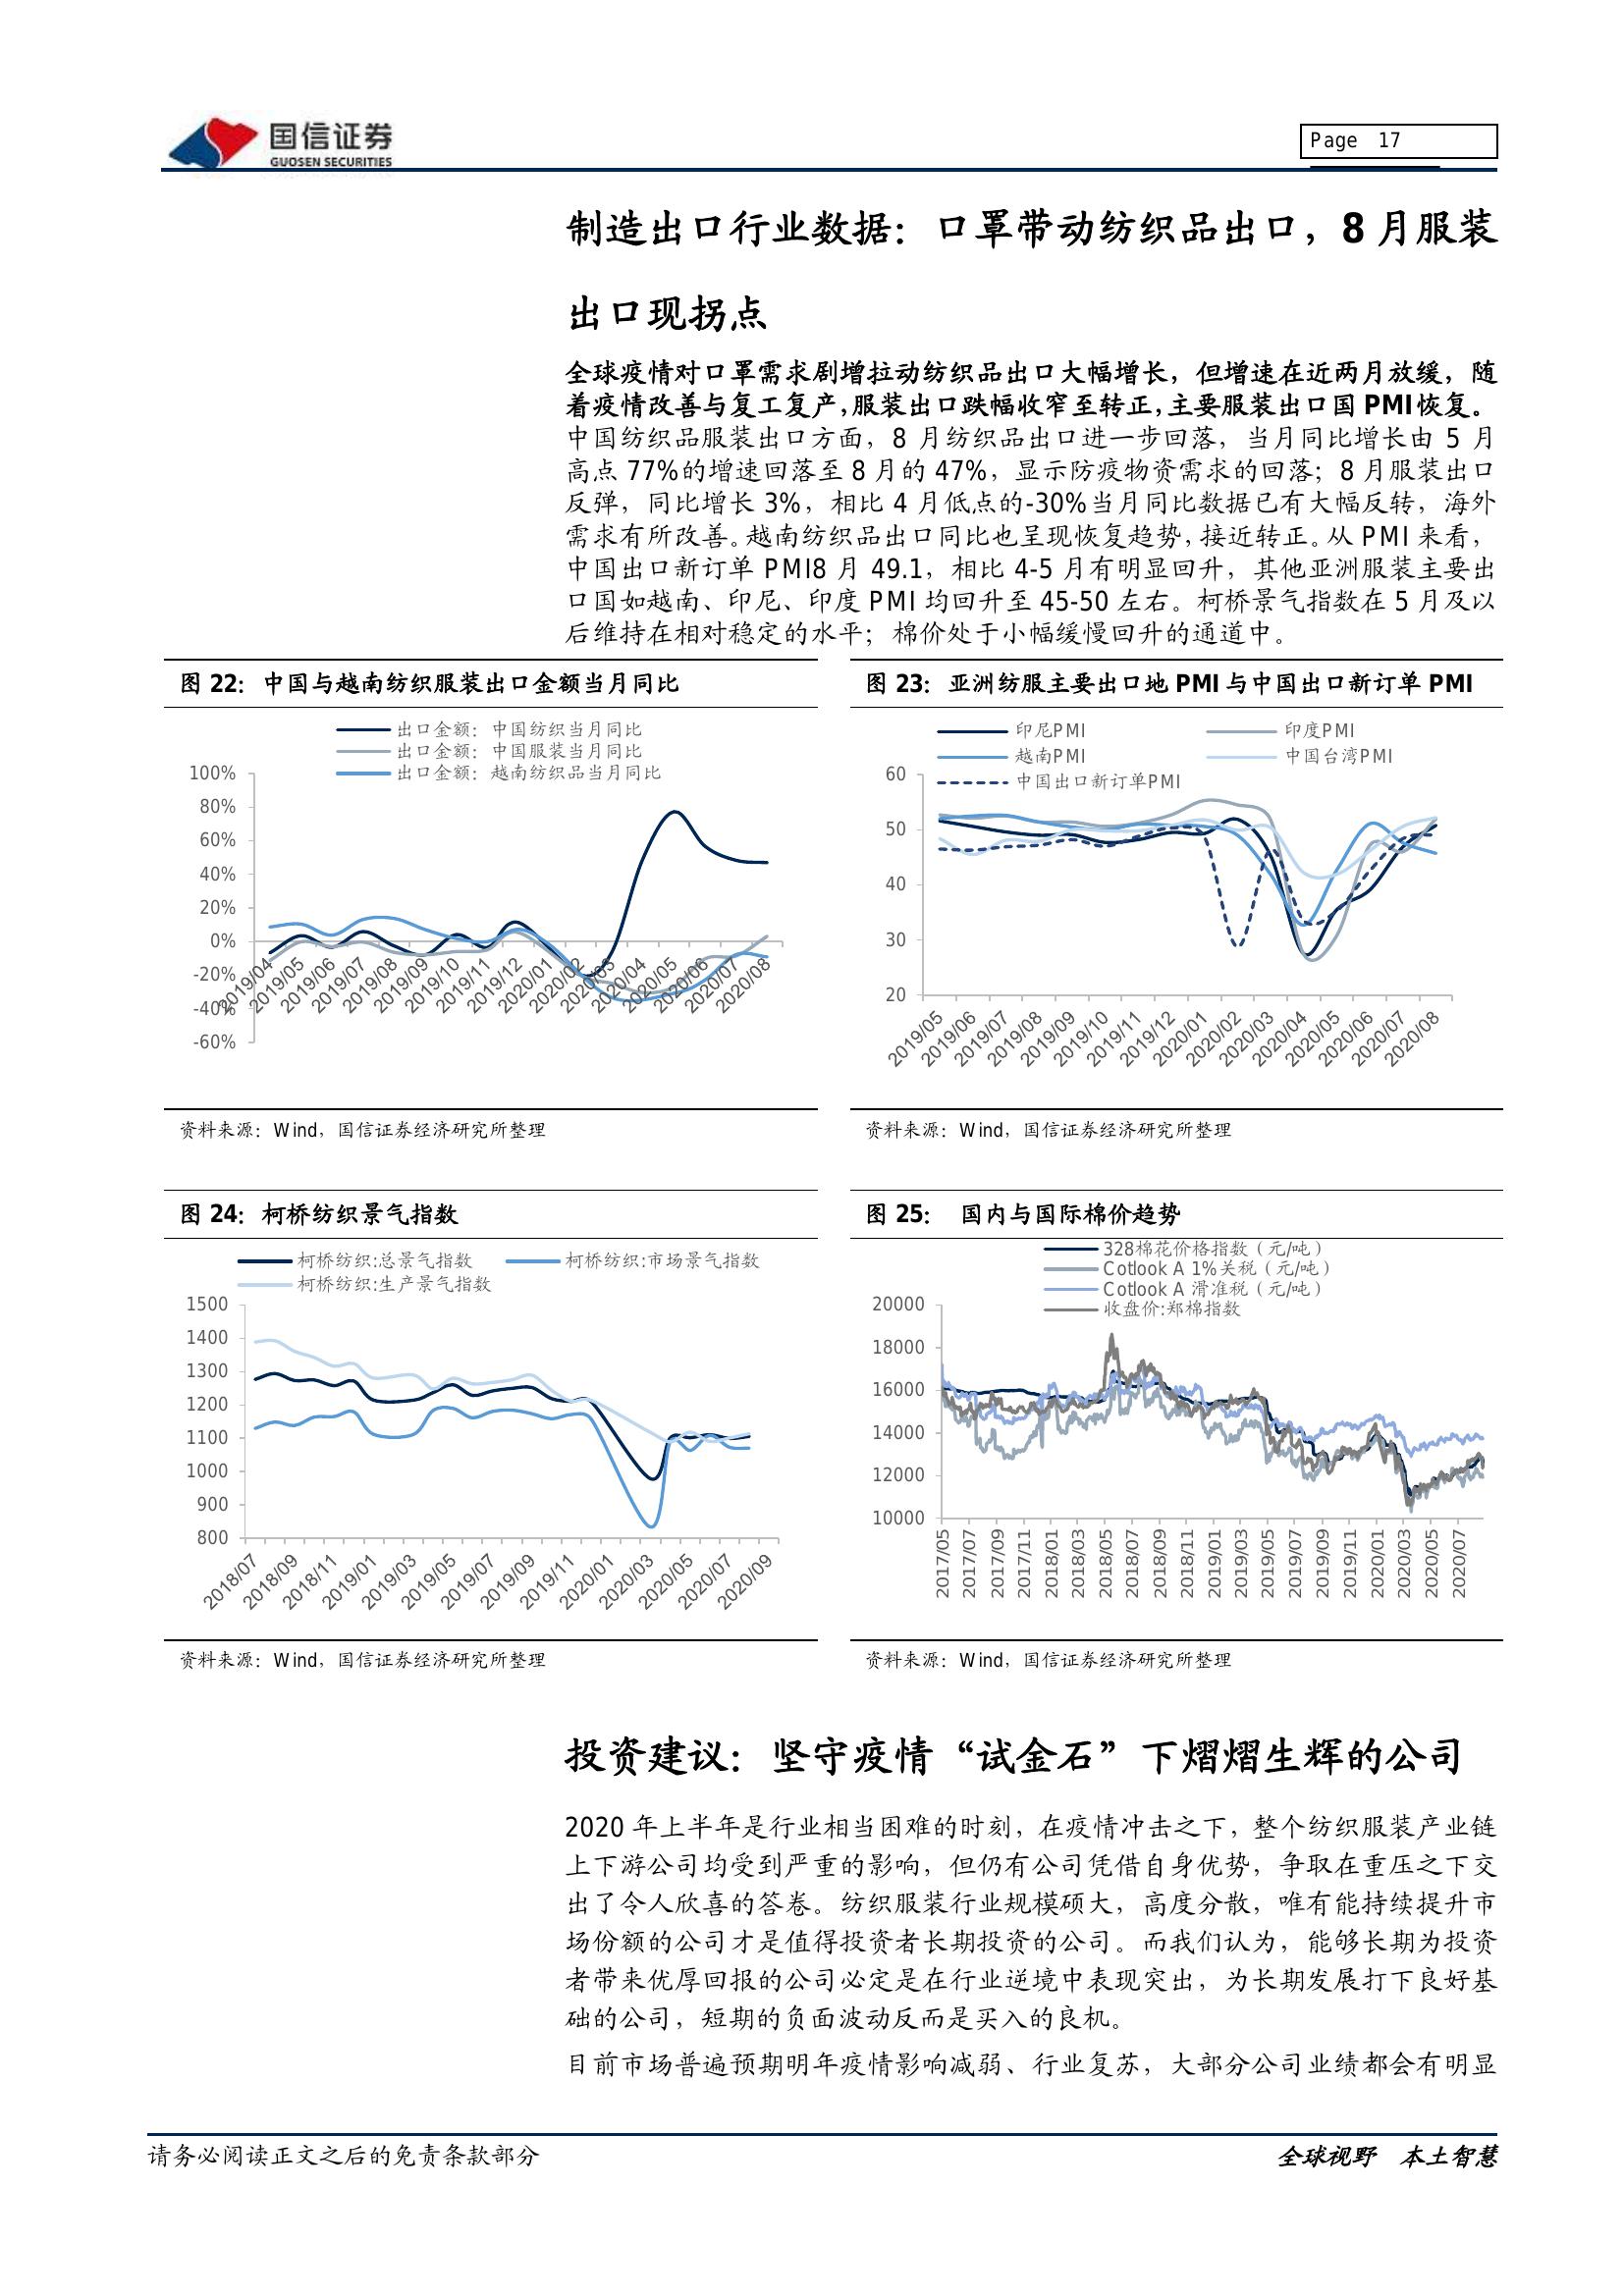 国信证券
GUOSEN SECURITIES
Page 17
制造出口行业数据：口罩带动纺织品出口，8 月服装
出口现拐点
全球疫情对口罩需求剧增拉动纺织品出口大幅增长，但增速在近两月放缓，随
着疫情改善与复工复产，服装出口跌幅收窄至转正，主要服装出口国 PMI恢复。
中国纺织品服装出口方面，8 月纺织品出口进一步回落，当月同比增长由 5 月
高点 77%的增速回落至 8 月的 47%，显示防疫物资需求的回落；8 月服装出口
反弹，同比增长 3%，相比 4 月低点的-30%当月同比数据已有大幅反转，海外
需求有所改善。越南纺织品出口同比也呈现恢复趋势，接近转正。从 PMI 来看，
中国出口新订单 PMI8 月 49.1，相比 4-5 月有明显回升，其他亚洲服装主要出
口国如越南、印尼、印度 PMI 均回升至 45-50 左右。柯桥景气指数在 5 月及以
后维持在相对稳定的水平；棉价处于小幅缓慢回升的通道中。
图 22：中国与越南纺织服装出口金额当月同比
出口金额：中国纺织当月同比
出口金额：中国服装当月同比
出口金额：越南纺织品当月同比
100%
80%
60%
40%
20%
0%
-20%
-40%
-60%
2019/04
2019/05
2019/06
2019/07
2019/08
2019/09
2019/10
2019/11
2019/12
2020/01
2020/02
2020/03
2020/04
2020/05
2020/06
2020/07
2020/08
资料来源：Wind，国信证券经济研究所整理
图 23：亚洲纺服主要出口地 PMI 与中国出口新订单 PMI
印尼PMI
印度PMI
越南PMI
中国台湾PMI
中国出口新订单PMI
60
50
40
30
20
2019/05
2019/06
2019/07
2019/08
2019/09
2019/10
2019/11
2019/12
2020/01
2020/02
2020/03
2020/04
2020/05
2020/06
2020/07
2020/08
资料来源：Wind，国信证券经济研究所整理
图 24：柯桥纺织景气指数
柯桥纺织:总景气指数
柯桥纺织:市场景气指数
柯桥纺织:生产景气指数
1500
1400
1300
1200
1100
1000
900
800
2018/07
2018/09
2018/11
2019/01
2019/03
2019/05
2019/07
2019/09
2019/11
2020/01
2020/03
2020/05
2020/07
2020/09
资料来源：Wind，国信证券经济研究所整理
图 25： 国内与国际棉价趋势
328棉花价格指数（元/吨）
Cotlook A 1%关税（元/吨）
Cotlook A 滑准税（元/吨）
收盘价:郑棉指数
20000
18000
16000
14000
12000
10000
2017/05
2017/07
2017/09
2017/11
2018/01
2018/03
2018/05
2018/07
2018/09
2018/11
2019/01
2019/03
2019/05
2019/07
2019/09
2019/11
2020/01
2020/03
2020/05
2020/07
资料来源：Wind，国信证券经济研究所整理
投资建议：坚守疫情“试金石”下熠熠生辉的公司
2020 年上半年是行业相当困难的时刻，在疫情冲击之下，整个纺织服装产业链
上下游公司均受到严重的影响，但仍有公司凭借自身优势，争取在重压之下交
出了令人欣喜的答卷。纺织服装行业规模硕大，高度分散，唯有能持续提升市
场份额的公司才是值得投资者长期投资的公司。而我们认为，能够长期为投资
者带来优厚回报的公司必定是在行业逆境中表现突出，为长期发展打下良好基
础的公司，短期的负面波动反而是买入的良机。
目前市场普遍预期明年疫情影响减弱、行业复苏，大部分公司业绩都会有明显
请务必阅读正文之后的免责条款部分
全球视野 本土智慧